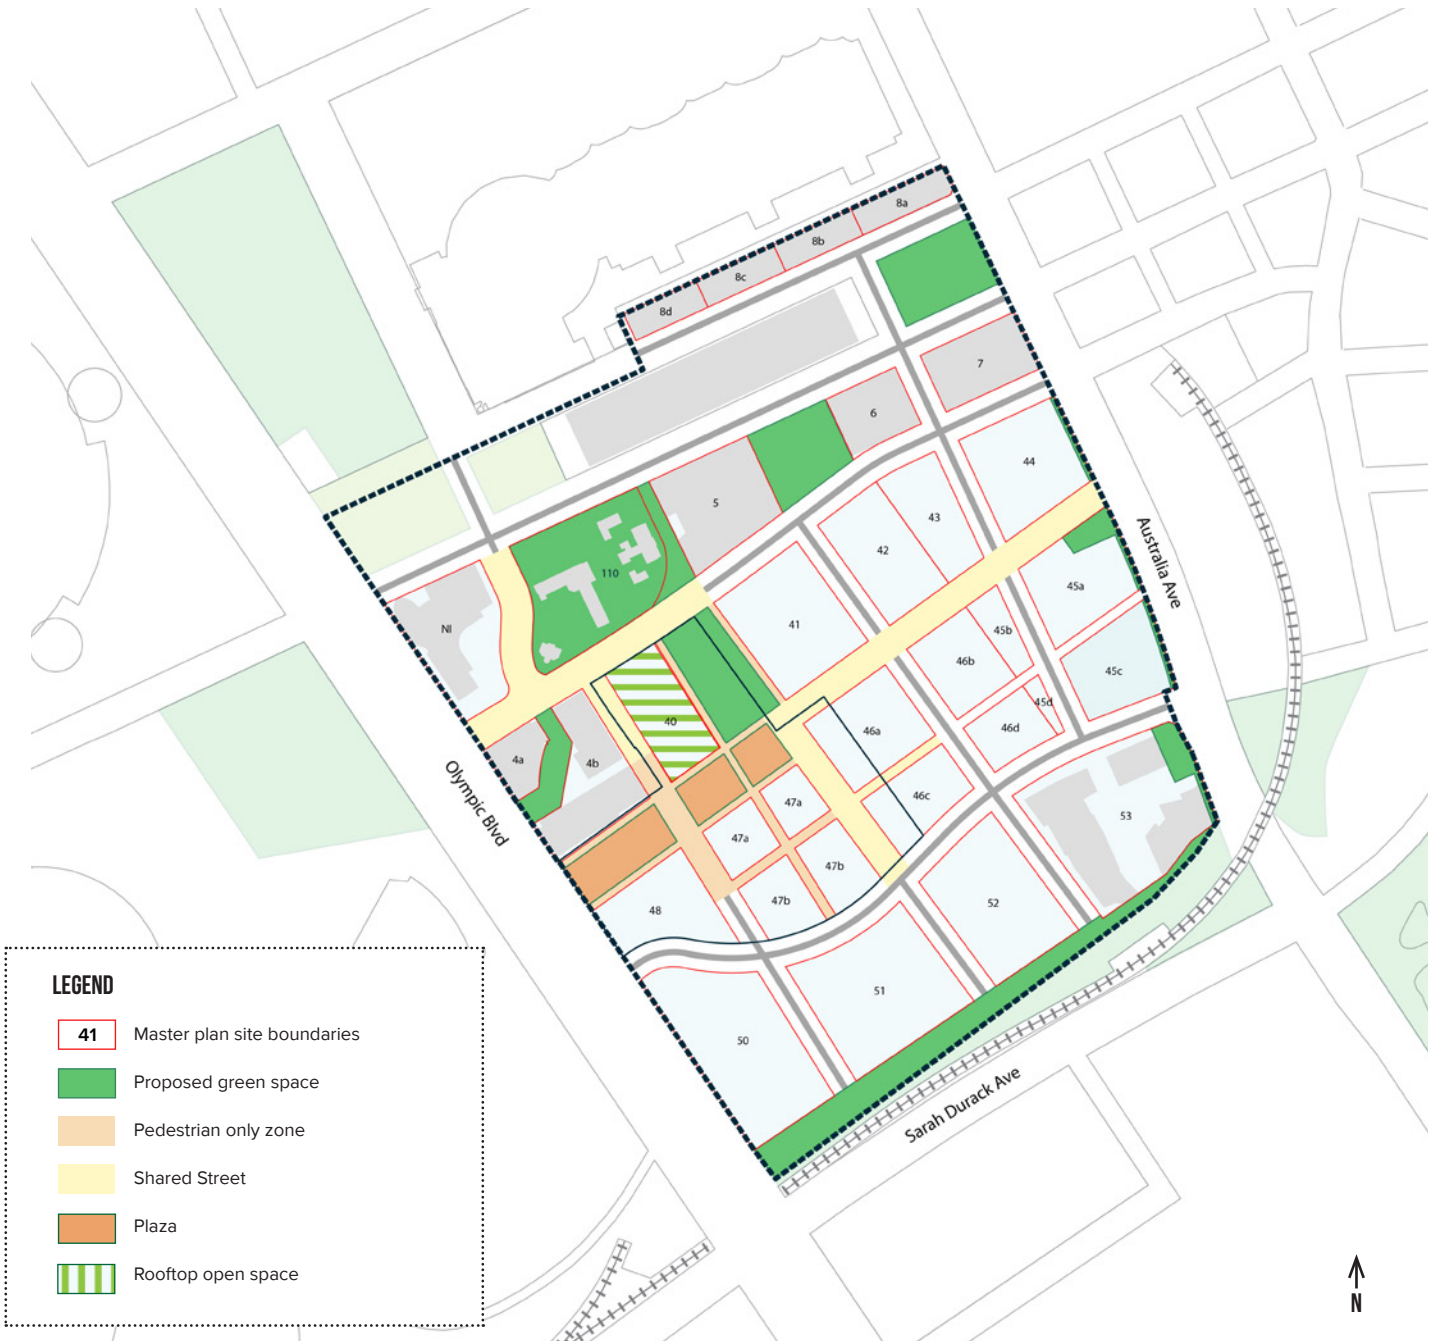 8a
8b
8c
8d
7
6
44
5
43
42
Australia Ave
110
45a
41
NI
45b
46b
45c
45d
40
46d
46a
4a
4b
46c
Olympic Blvd
47a
53
47a
47b
47b
52
48
51
50
Sarah Durack Ave
LEGEND
41 Master plan site boundaries
Proposed green space
Pedestrian only zone
Shared Street
Plaza
Rooftop open space
N